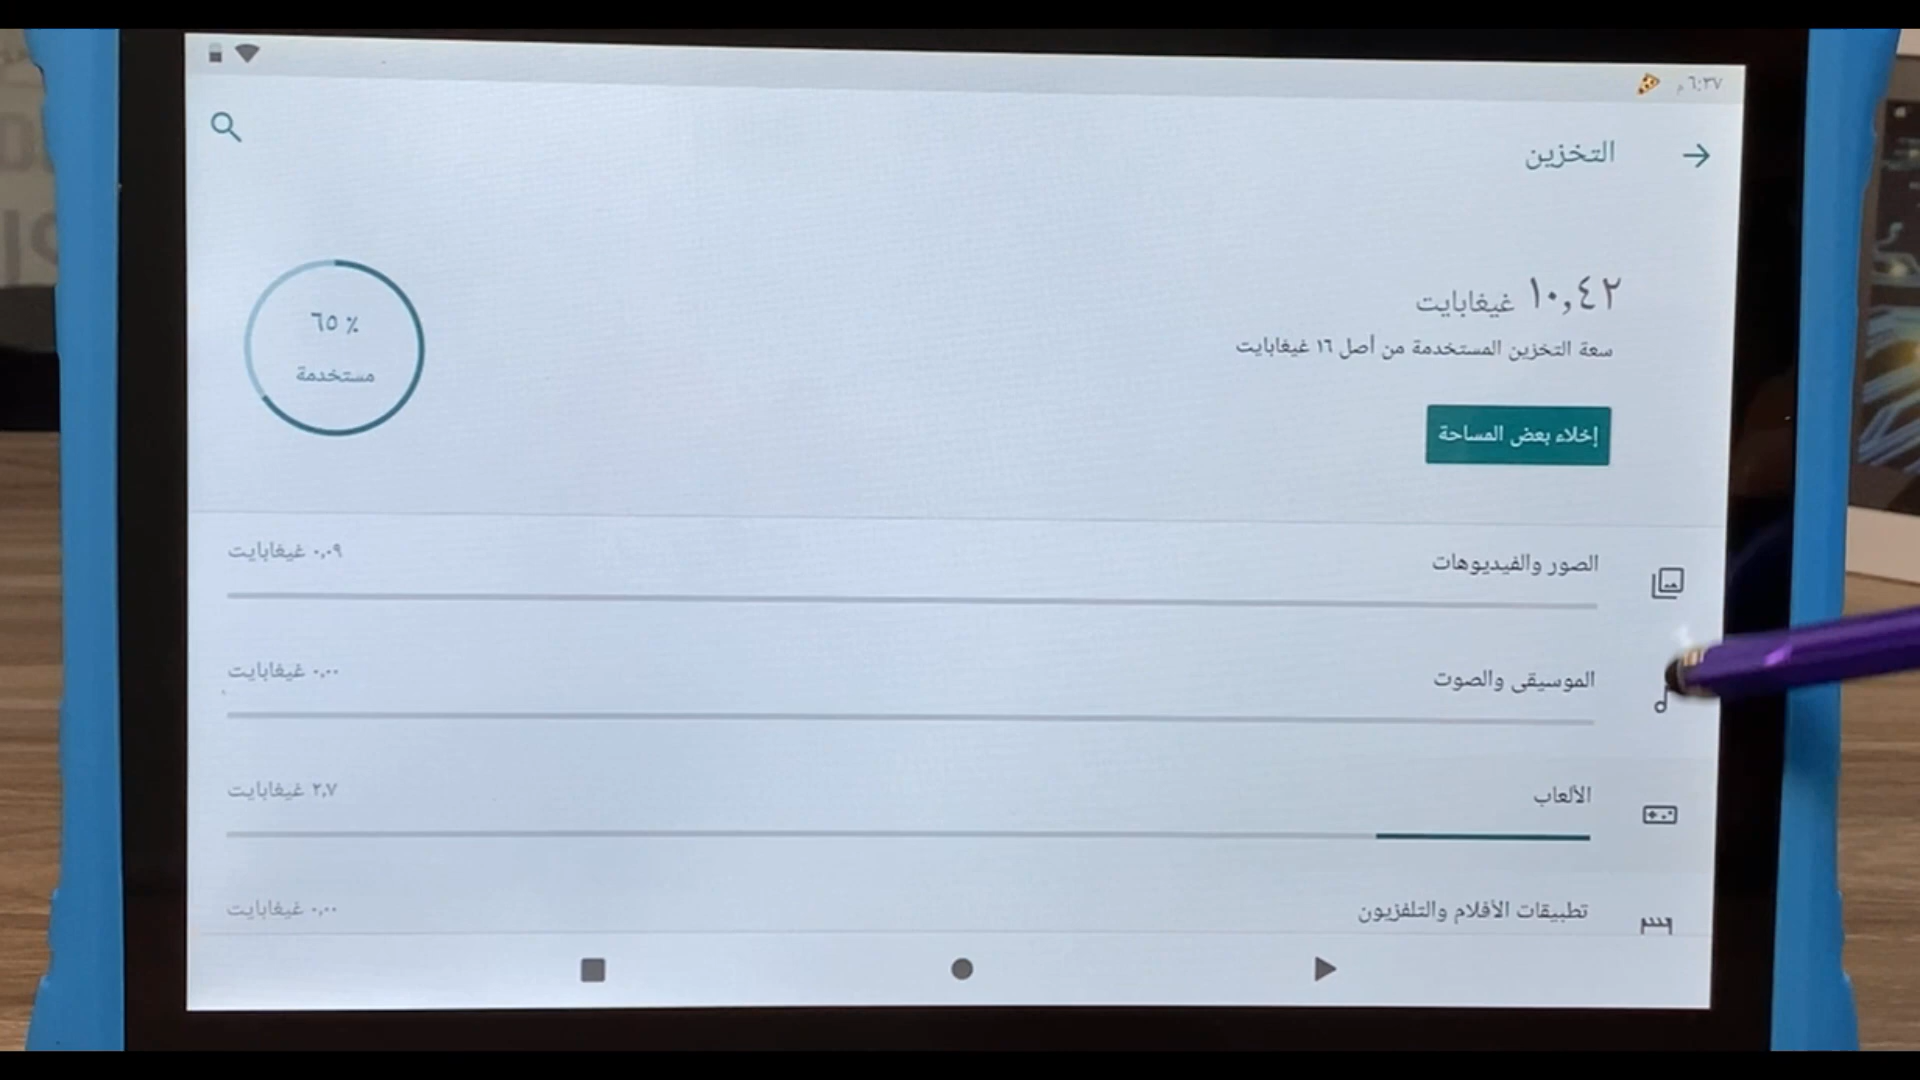 ٦:٣٧ م
التخزين
١٠,٤٢ غيغابايت
سعة التخزين المستخدمة من أصل ١٦ غيغابايت
٦٥ ٪
مستخدمة
إخلاء بعض المساحة
الصور والفيديوهات
٠,٠٩ غيغابايت
الموسيقى والصوت
٠,٠٠ غيغابايت
الألعاب
٢,٧ غيغابايت
تطبيقات الأفلام والتلفزيون
٠,٠٠ غيغابايت